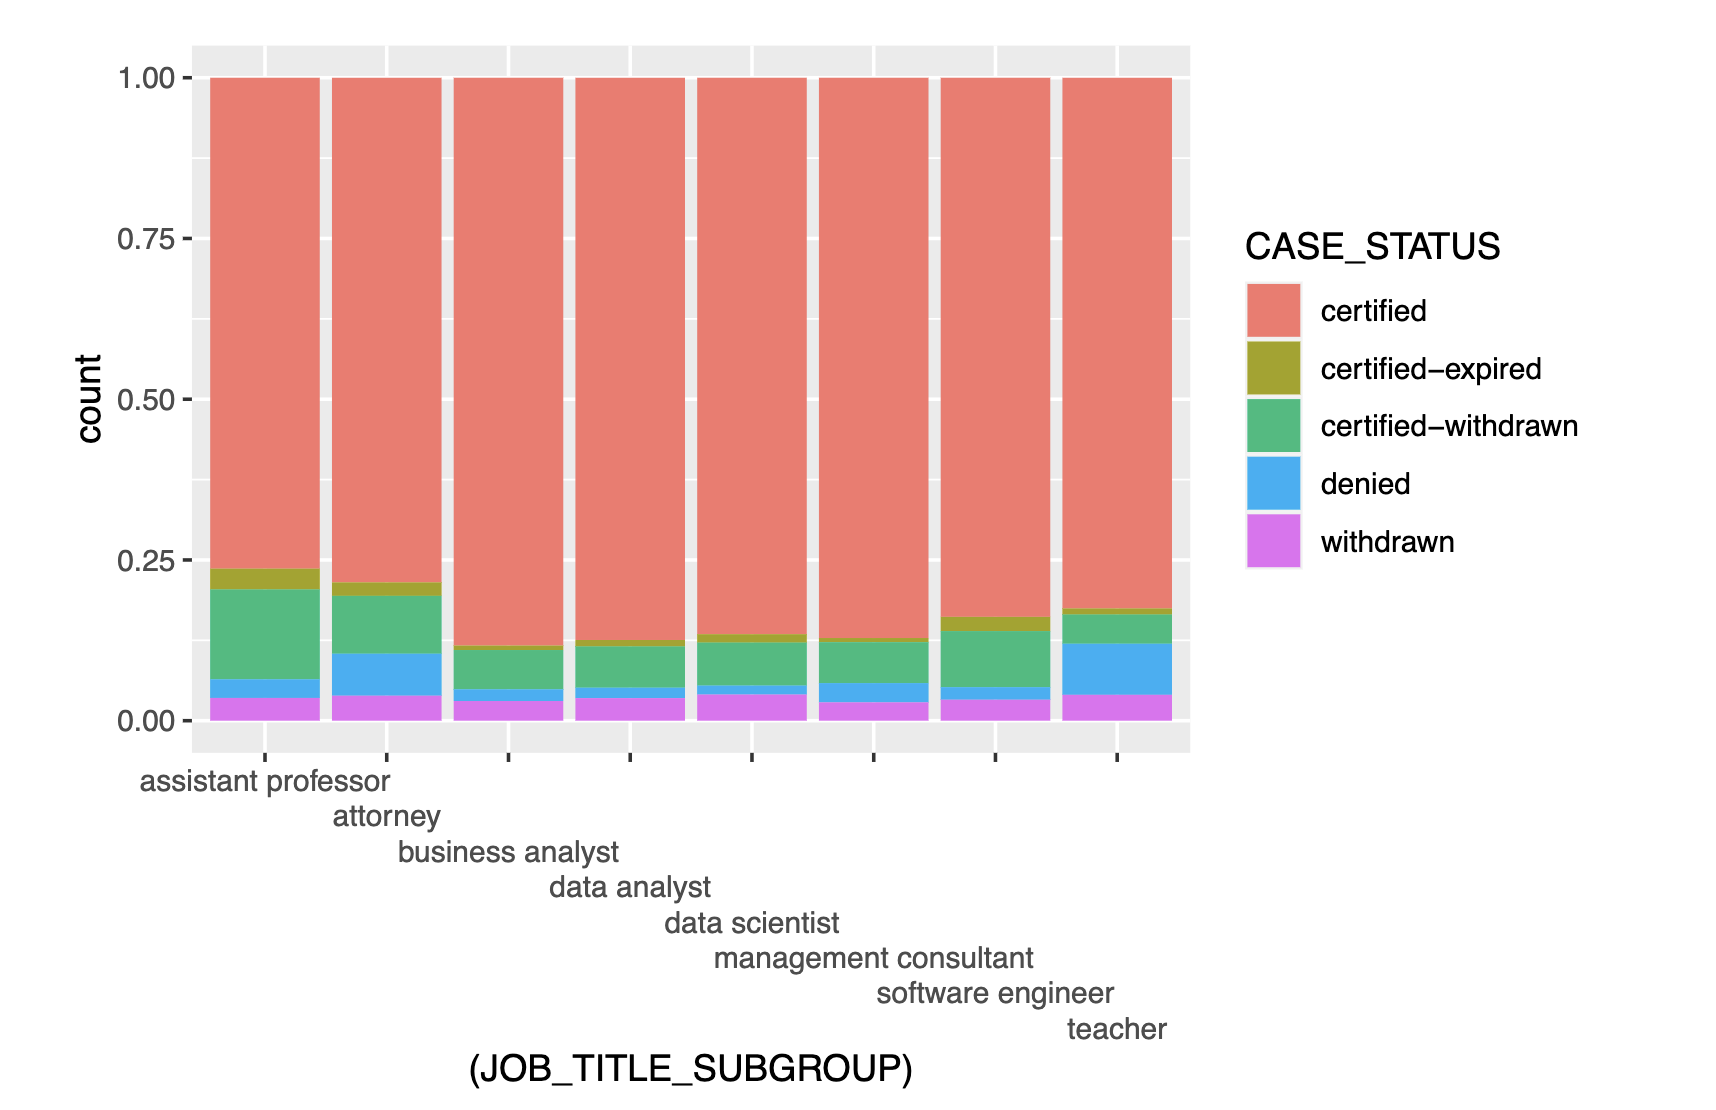 1.00
0.75
0.50
0.25
0.00
count
assistant professor
attorney
business analyst
data analyst
data scientist
management consultant
software engineer
teacher
(JOB_TITLE_SUBGROUP)
CASE_STATUS
certified
certified−expired
certified−withdrawn
denied
withdrawn